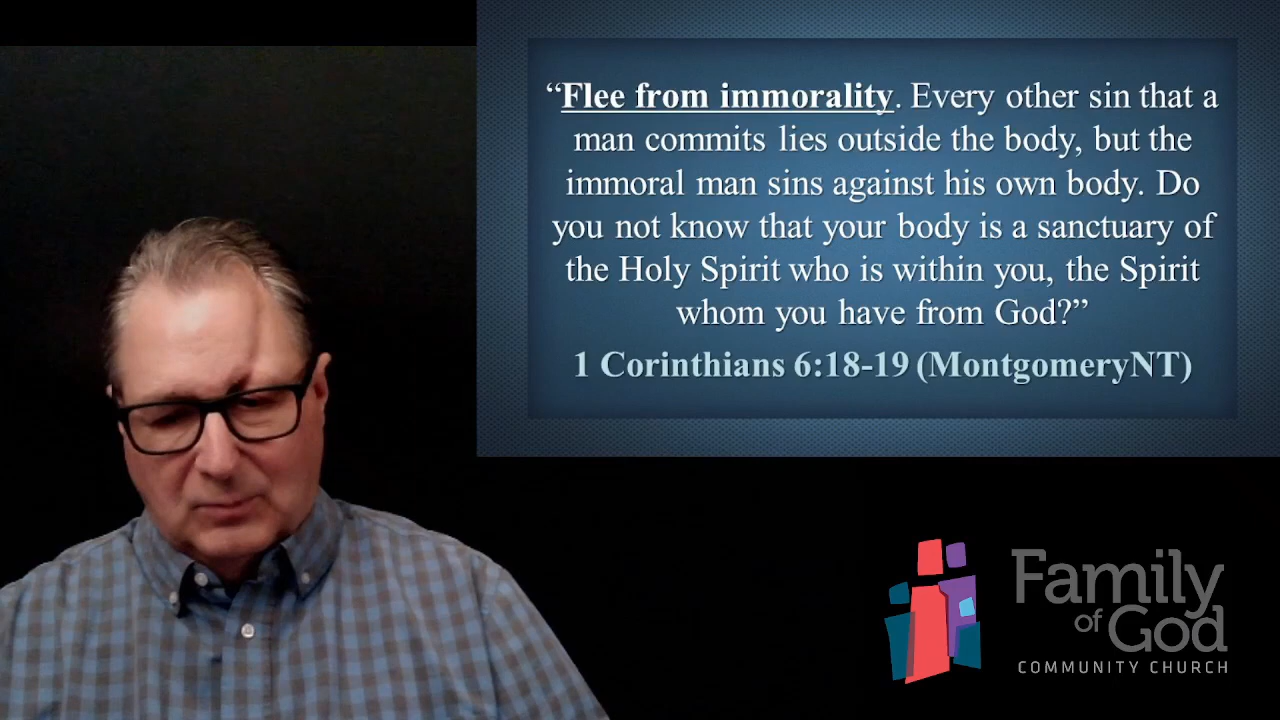 “Flee from immorality. Every other sin that a
man commits lies outside the body, but the
immoral man sins against his own body. Do
you not know that your body is a sanctuary of
the Holy Spirit who is within you, the Spirit
whom you have from God?”
1 Corinthians 6:18-19 (MontgomeryNT)
Family
of God
COMMUNITY CHURCH